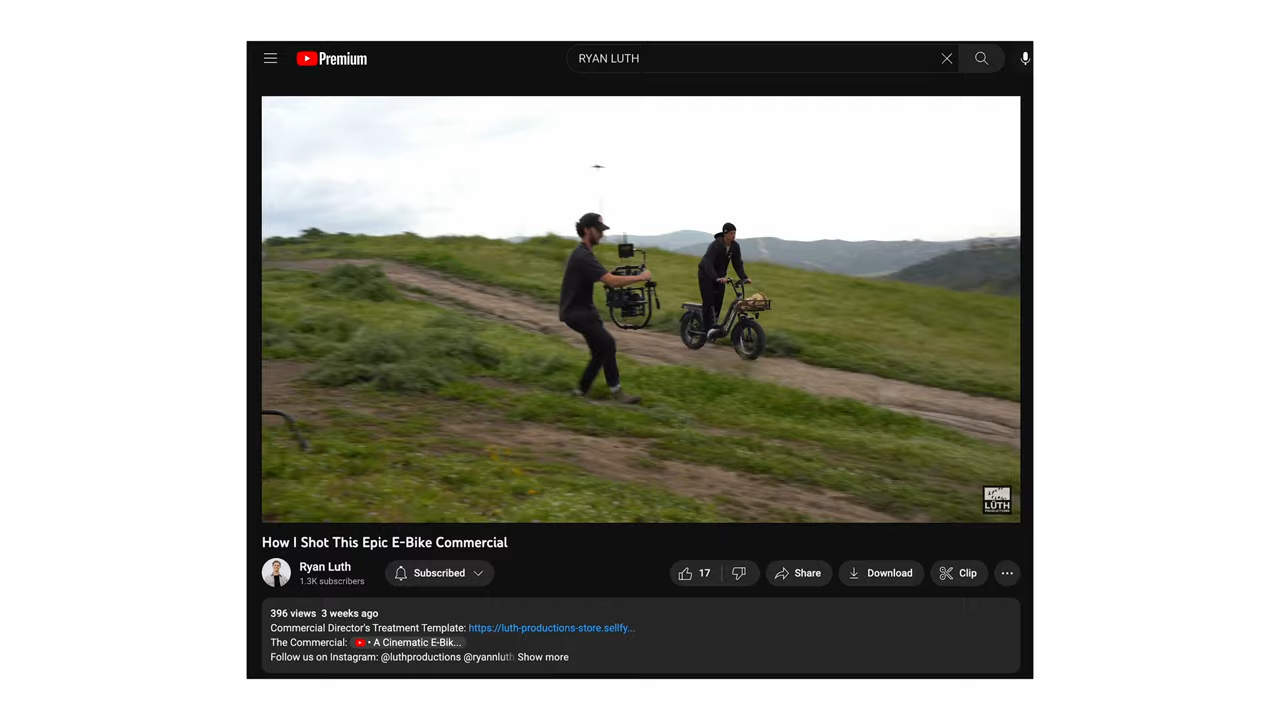 Premium
RYAN LUTH
LŪTH
PRODUCTIONS
How I Shot This Epic E-Bike Commercial
Ryan Luth
1.3K subscribers
Subscribed
17
Share
Download
Clip
396 views 3 weeks ago
Commercial Director's Treatment Template: https://luth-productions-store.sellfy...
The Commercial: • A Cinematic E-Bik...
Follow us on Instagram: @luthproductions @ryannluth Show more